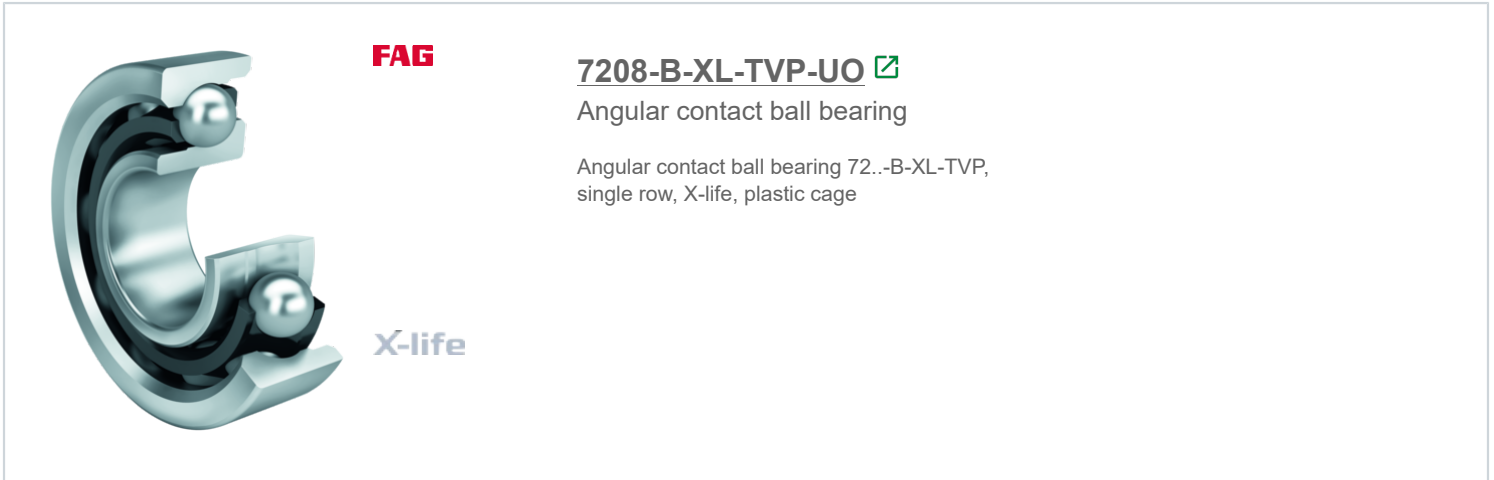 FAG
7208-B-XL-TVP-UO
Angular contact ball bearing
Angular contact ball bearing 72..-B-XL-TVP,
single row, X-life, plastic cage
X-life